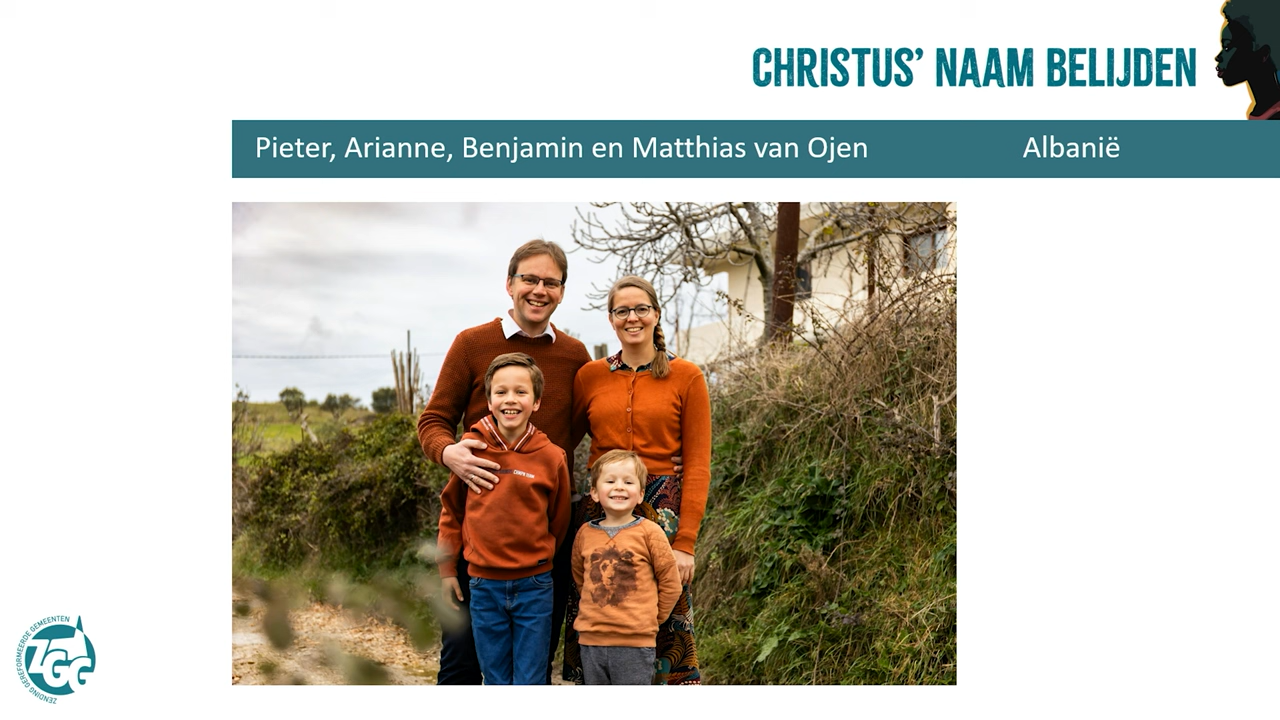 CHRISTUS’ NAAM BELIJDEN
Pieter, Arianne, Benjamin en Matthias van Ojen Albanië
ZENDING GEREFORMEERDE GEMEENTEN
ZGG